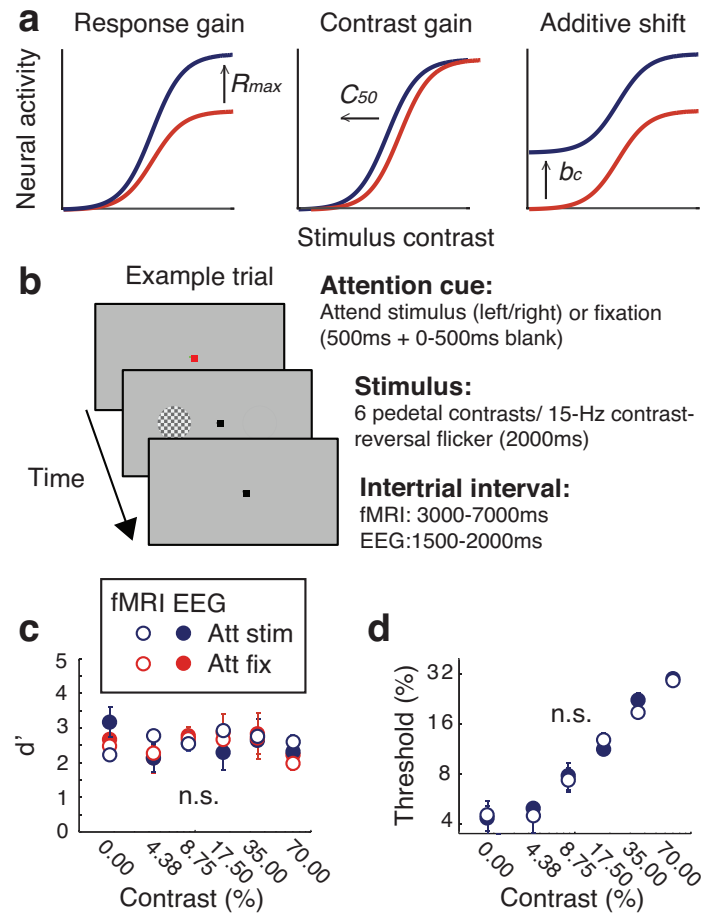 a
Response gain
Contrast gain
Additive shift
Neural activity
Rmax
C50
bc
Stimulus contrast
b
Example trial
Attention cue:
Attend stimulus (left/right) or fixation
(500ms + 0-500ms blank)
Stimulus:
6 pedetal contrasts/ 15-Hz contrast-
reversal flicker (2000ms)
Time
Intertrial interval:
fMRI: 3000-7000ms
EEG:1500-2000ms
c
fMRI EEG
Att stim
Att fix
d'
5
4
3
2
1
0
n.s.
0.00
4.38
8.75
17.50
35.00
70.00
Contrast (%)
d
Threshold (%)
32
16
8
4
n.s.
0.00
4.38
8.75
17.50
35.00
70.00
Contrast (%)